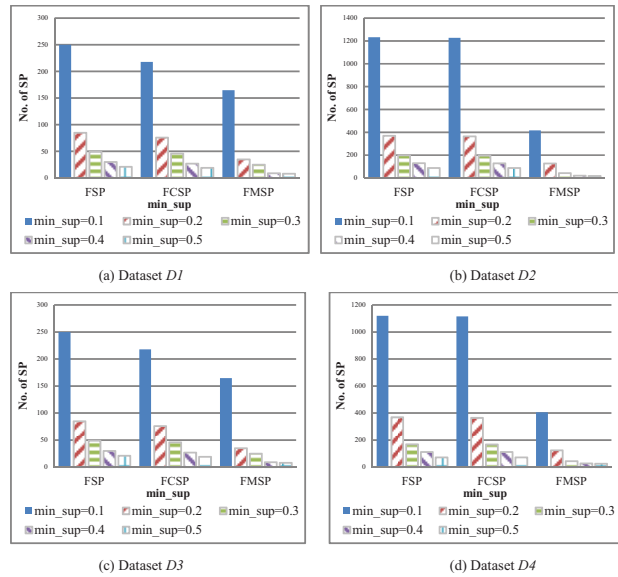 250
200
150
100
50
0
No. of SP
FSP FCSP FMSP
min_sup
min_sup=0.1 min_sup=0.2 min_sup=0.3
min_sup=0.4 min_sup=0.5
(a) Dataset D1
1400
1200
1000
800
600
400
200
0
No. of SP
FSP FCSP FMSP
min_sup
min_sup=0.1 min_sup=0.2 min_sup=0.3
min_sup=0.4 min_sup=0.5
(b) Dataset D2
300
250
200
150
100
50
0
No. of SP
FSP FCSP FMSP
min_sup
min_sup=0.1 min_sup=0.2 min_sup=0.3
min_sup=0.4 min_sup=0.5
(c) Dataset D3
1200
1000
800
600
400
200
0
No. of SP
FSP FCSP FMSP
min_sup
min_sup=0.1 min_sup=0.2 min_sup=0.3
min_sup=0.4 min_sup=0.5
(d) Dataset D4